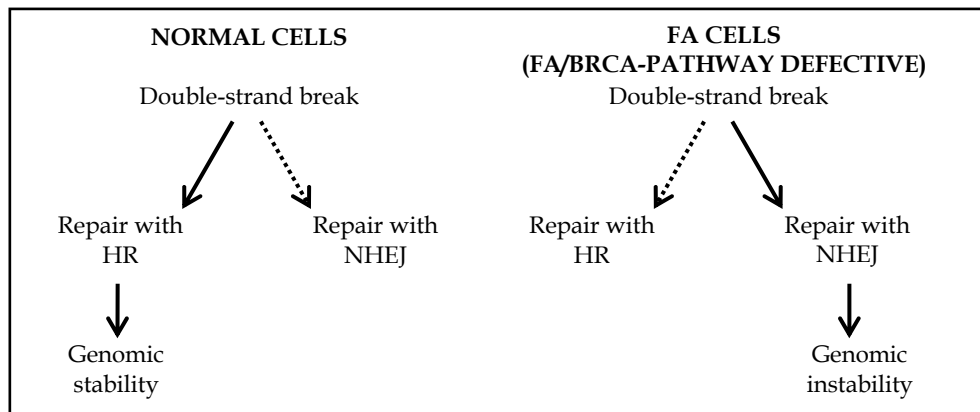 NORMAL CELLS
Double-strand break
Repair with
HR
Repair with
NHEJ
Genomic
stability
FA CELLS
(FA/BRCA-PATHWAY DEFECTIVE)
Double-strand break
Repair with
HR
Repair with
NHEJ
Genomic
instability